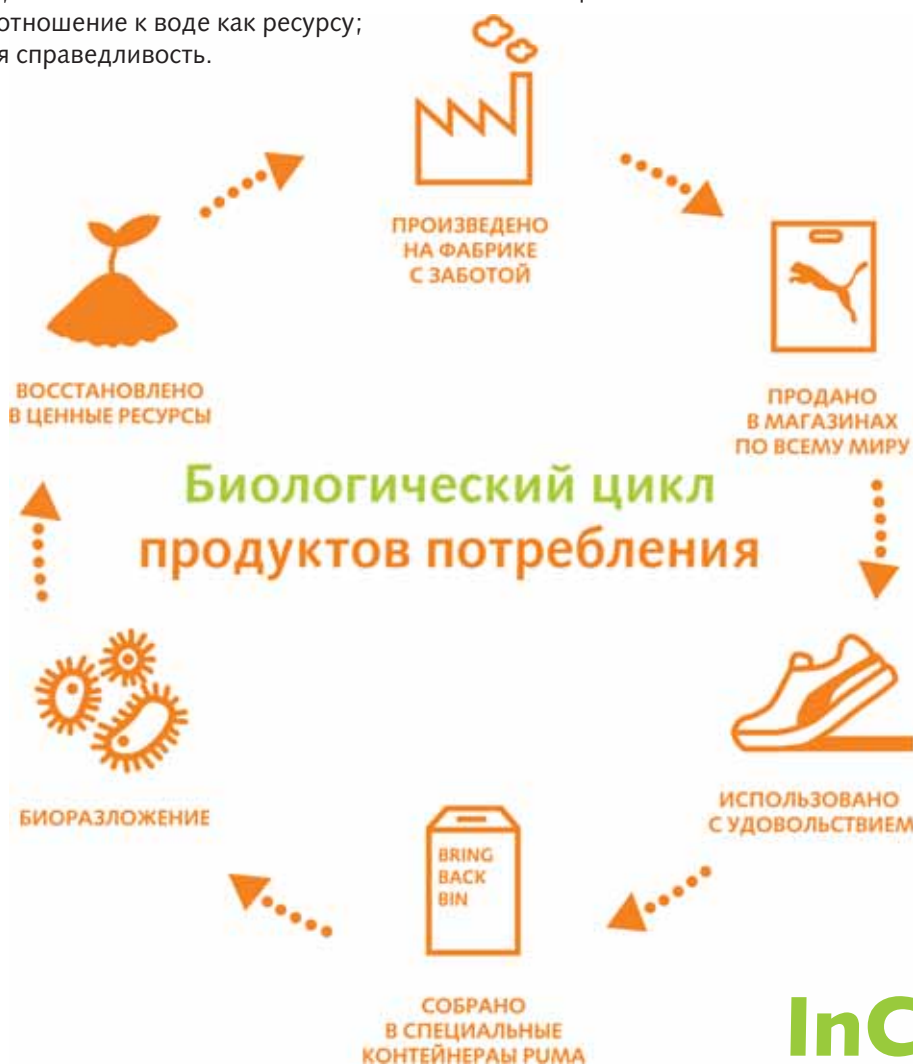 отношение к воде как ресурсу;
я справедливость.
ПРОИЗВЕДЕНО
НА ФАБРИКЕ
С ЗАБОТОЙ
ПРОДАНО
В МАГАЗИНАХ
ПО ВСЕМУ МИРУ
ВОССТАНОВЛЕНО
В ЦЕННЫЕ РЕСУРСЫ
Биологический цикл
продуктов потребления
ИСПОЛЬЗОВАНО
С УДОВОЛЬСТВИЕМ
БИОРАЗЛОЖЕНИЕ
BRING
BACK
BIN
СОБРАНО
В СПЕЦИАЛЬНЫЕ
КОНТЕЙНЕРАЫ PUMA
InC